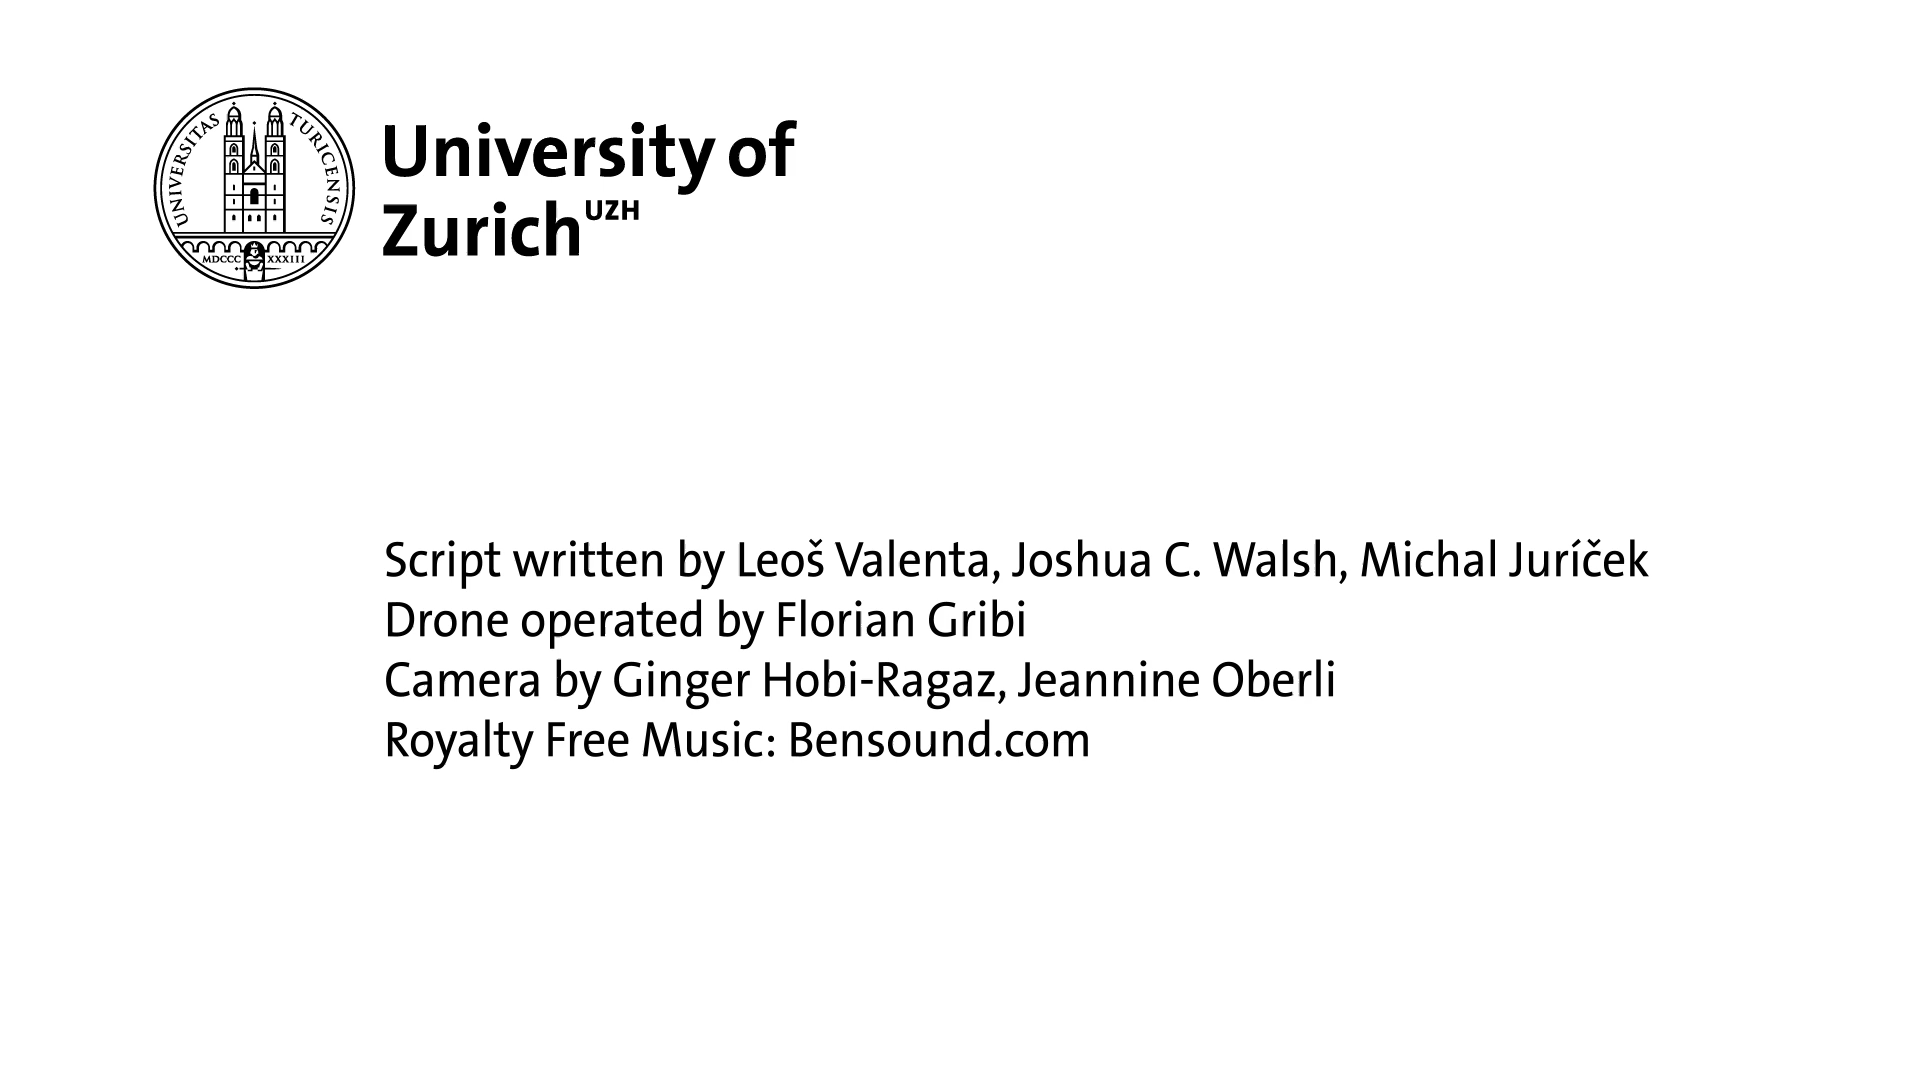 UNIVERSITAS TURICENSIS
MDCCC XXXIII
University of
Zurich UZH
Script written by Leoš Valenta, Joshua C. Walsh, Michal Juríček
Drone operated by Florian Gribi
Camera by Ginger Hobi-Ragaz, Jeannine Oberli
Royalty Free Music: Bensound.com